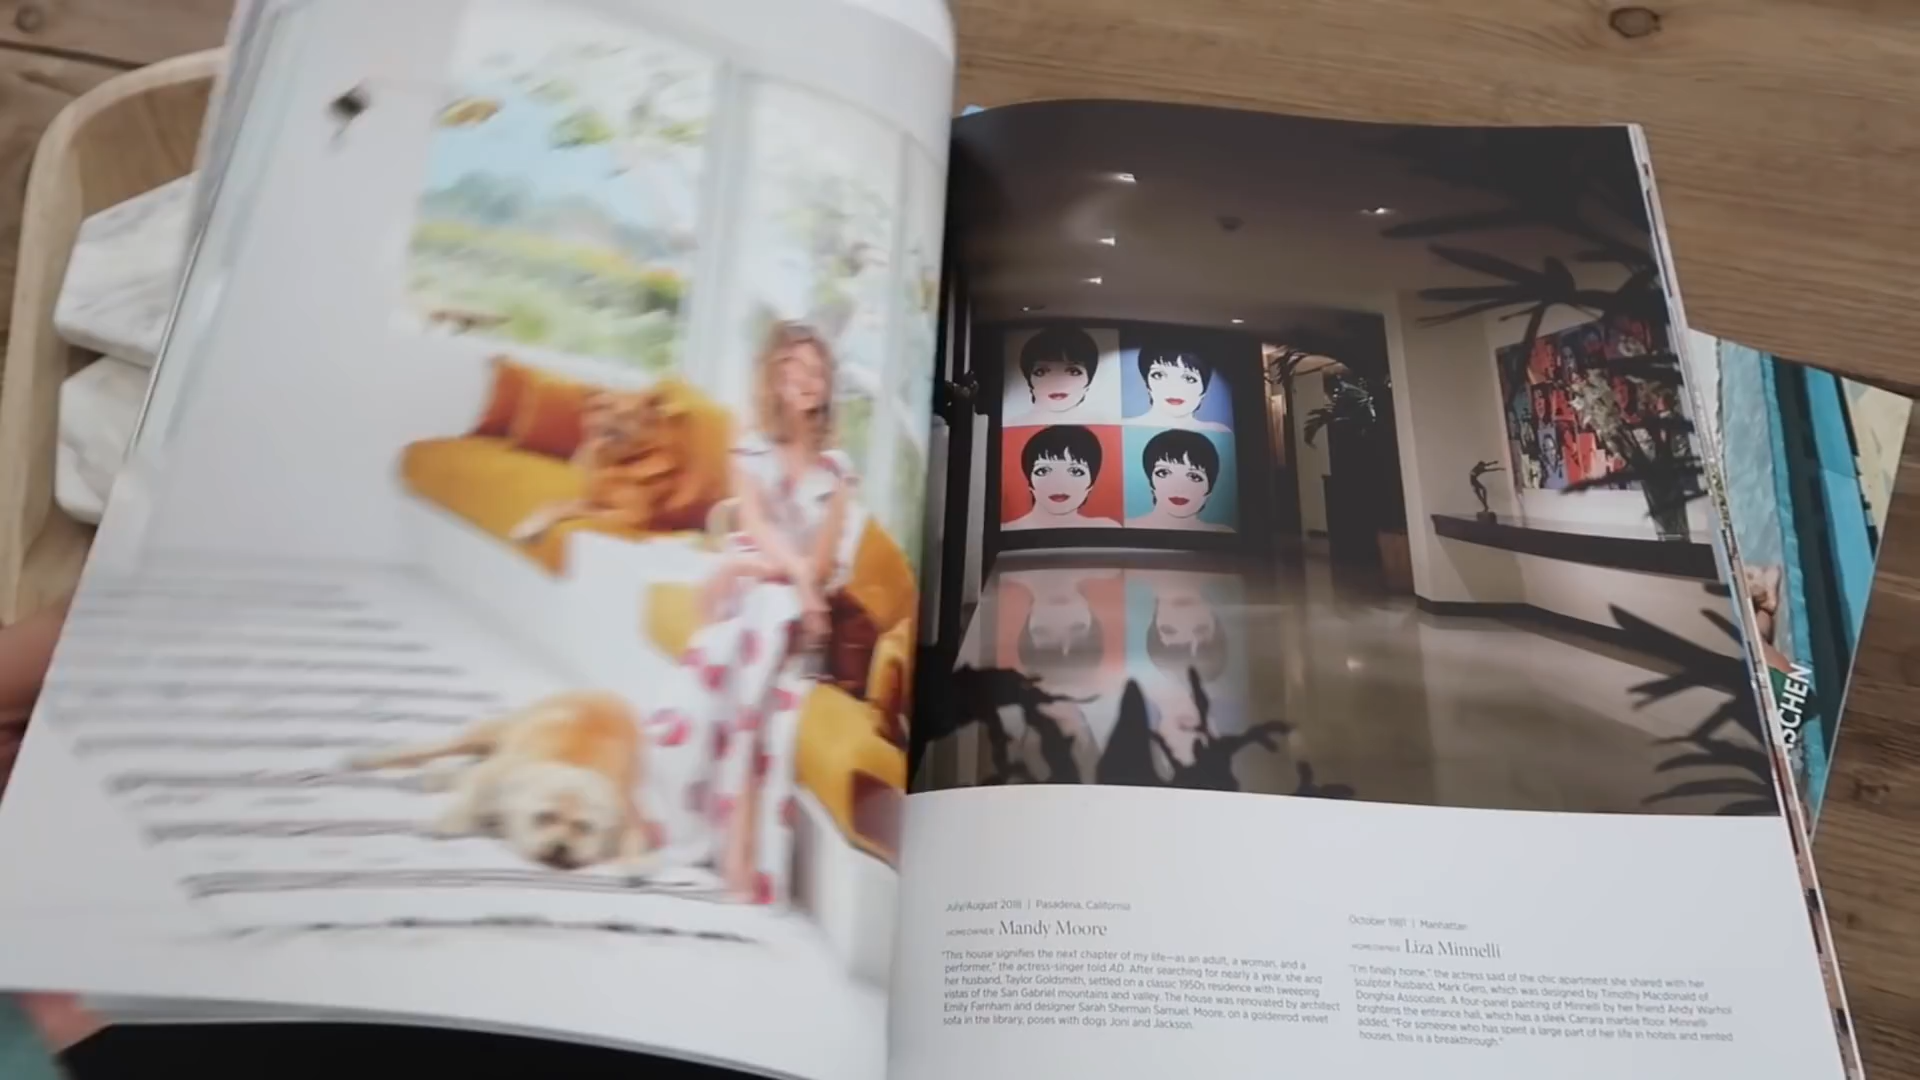 July/August 2018 | Pasadena, California
HOMEOWNER Mandy Moore
"This house signifies the next chapter of my life—as an adult, a woman, and a
performer," the actress-singer told AD. After searching for nearly a year, she and
her husband, Taylor Goldsmith, settled on a classic 1950s residence with sweeping
vistas of the San Gabriel mountains and valley. The house was renovated by architect
Emily Farnham and designer Sarah Sherman Samuel. Moore, on a goldenrod velvet
sofa in the library, poses with dogs Joni and Jackson.
October 1981 | Manhattan
HOMEOWNER Liza Minnelli
"I'm finally home," the actress said of the chic apartment she shared with her
sculptor husband, Mark Gero, which was designed by Timothy Macdonald of
Donghia Associates. A four-panel painting of Minnelli by her friend Andy Warhol
brightens the entrance hall, which has a sleek Carrara marble floor. Minnelli
added, "For someone who has spent a large part of her life in hotels and rented
houses, this is a breakthrough."
SCHEN